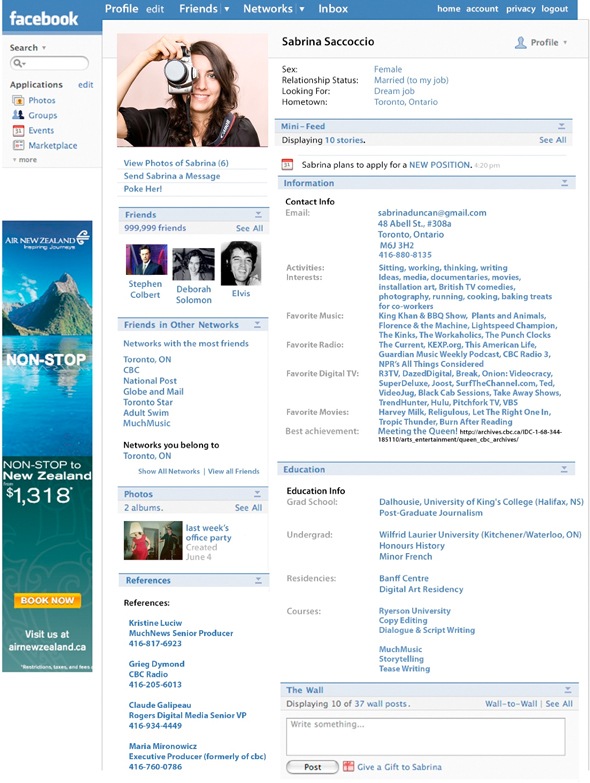 facebook
Profile edit Friends ▾ Networks ▾ Inbox
home account privacy logout
Search ▾
Applications edit
Photos
Groups
Events
Marketplace
▾ more
AIR NEW ZEALAND
Inspiring Journeys
NON-STOP
NON-STOP to
New Zealand
from
$1,318*
BOOK NOW
Visit us at
airnewzealand.ca
*Restrictions, taxes, and fees a
View Photos of Sabrina (6)
Send Sabrina a Message
Poke Her!
Friends
999,999 friends See All
Stephen
Colbert
Deborah
Solomon
Elvis
Friends in Other Networks
Networks with the most friends
Toronto, ON
CBC
National Post
Globe and Mail
Toronto Star
Adult Swim
MuchMusic
Networks you belong to
Toronto, ON
Show All Networks | View all Friends
Photos
2 albums. See All
last week's
office party
Created
June 4
References
References:
Kristine Luciw
MuchNews Senior Producer
416-817-6923
Grieg Dymond
CBC Radio
416-205-6013
Claude Galipeau
Rogers Digital Media Senior VP
416-934-4449
Maria Mironowicz
Executive Producer (formerly of cbc)
416-760-0786
Sabrina Saccoccio
Profile ▾
Sex: Female
Relationship Status: Married (to my job)
Looking For: Dream job
Hometown: Toronto, Ontario
Mini-Feed
Displaying 10 stories. See All
Sabrina plans to apply for a NEW POSITION. 4:20 pm
Information
Contact Info
Email: sabrinaduncan@gmail.com
48 Abell St., #308a
Toronto, Ontario
M6J 3H2
416-880-8135
Activities: Sitting, working, thinking, writing
Interests: Ideas, media, documentaries, movies,
installation art, British TV comedies,
photography, running, cooking, baking treats
for co-workers
Favorite Music: King Khan & BBQ Show, Plants and Animals,
Florence & the Machine, Lightspeed Champion,
The Kinks, The Workaholics, The Punch Clocks
Favorite Radio: The Current, KEXP.org, This American Life,
Guardian Music Weekly Podcast, CBC Radio 3,
NPR's All Things Considered
Favorite Digital TV: R3TV, DazedDigital, Break, Onion: Videocracy,
SuperDeluxe, Joost, SurfTheChannel.com, Ted,
VideoJug, Black Cab Sessions, Take Away Shows,
TrendHunter, Hulu, Pitchfork TV, VBS
Favorite Movies: Harvey Milk, Religulous, Let The Right One In,
Tropic Thunder, Burn After Reading
Best achievement: Meeting the Queen! http://archives.cbc.ca/IDC-1-68-344-
185110/arts_entertainment/queen_cbc_archives/
Education
Education Info
Grad School: Dalhousie, University of King's College (Halifax, NS)
Post-Graduate Journalism
Undergrad: Wilfrid Laurier University (Kitchener/Waterloo, ON)
Honours History
Minor French
Residencies: Banff Centre
Digital Art Residency
Courses: Ryerson University
Copy Editing
Dialogue & Script Writing
MuchMusic
Storytelling
Tease Writing
The Wall
Displaying 10 of 37 wall posts. Wall-to-Wall | See All
Write something...
Post Give a Gift to Sabrina